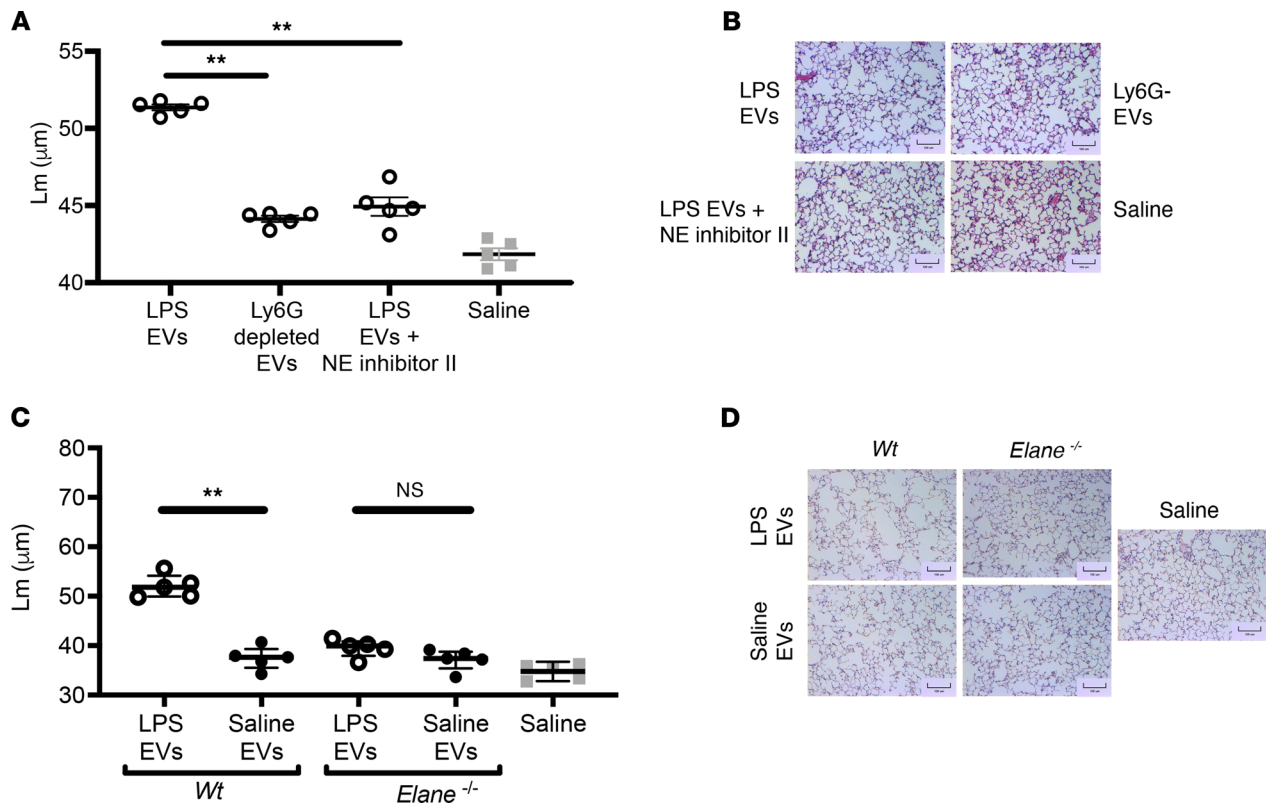 A
**
**
55
50
45
40
Lm (μm)
LPS
EVs
Ly6G
depleted
EVs
LPS
EVs +
NE inhibitor II
Saline
B
LPS
EVs
Ly6G-
EVs
LPS EVs +
NE inhibitor II
Saline
C
80
70
60
50
40
30
Lm (μm)
**
NS
LPS
EVs
Saline
EVs
LPS
EVs
Saline
EVs
Saline
Wt
Elane -/-
D
Wt
Elane -/-
LPS
EVs
Saline
EVs
Saline